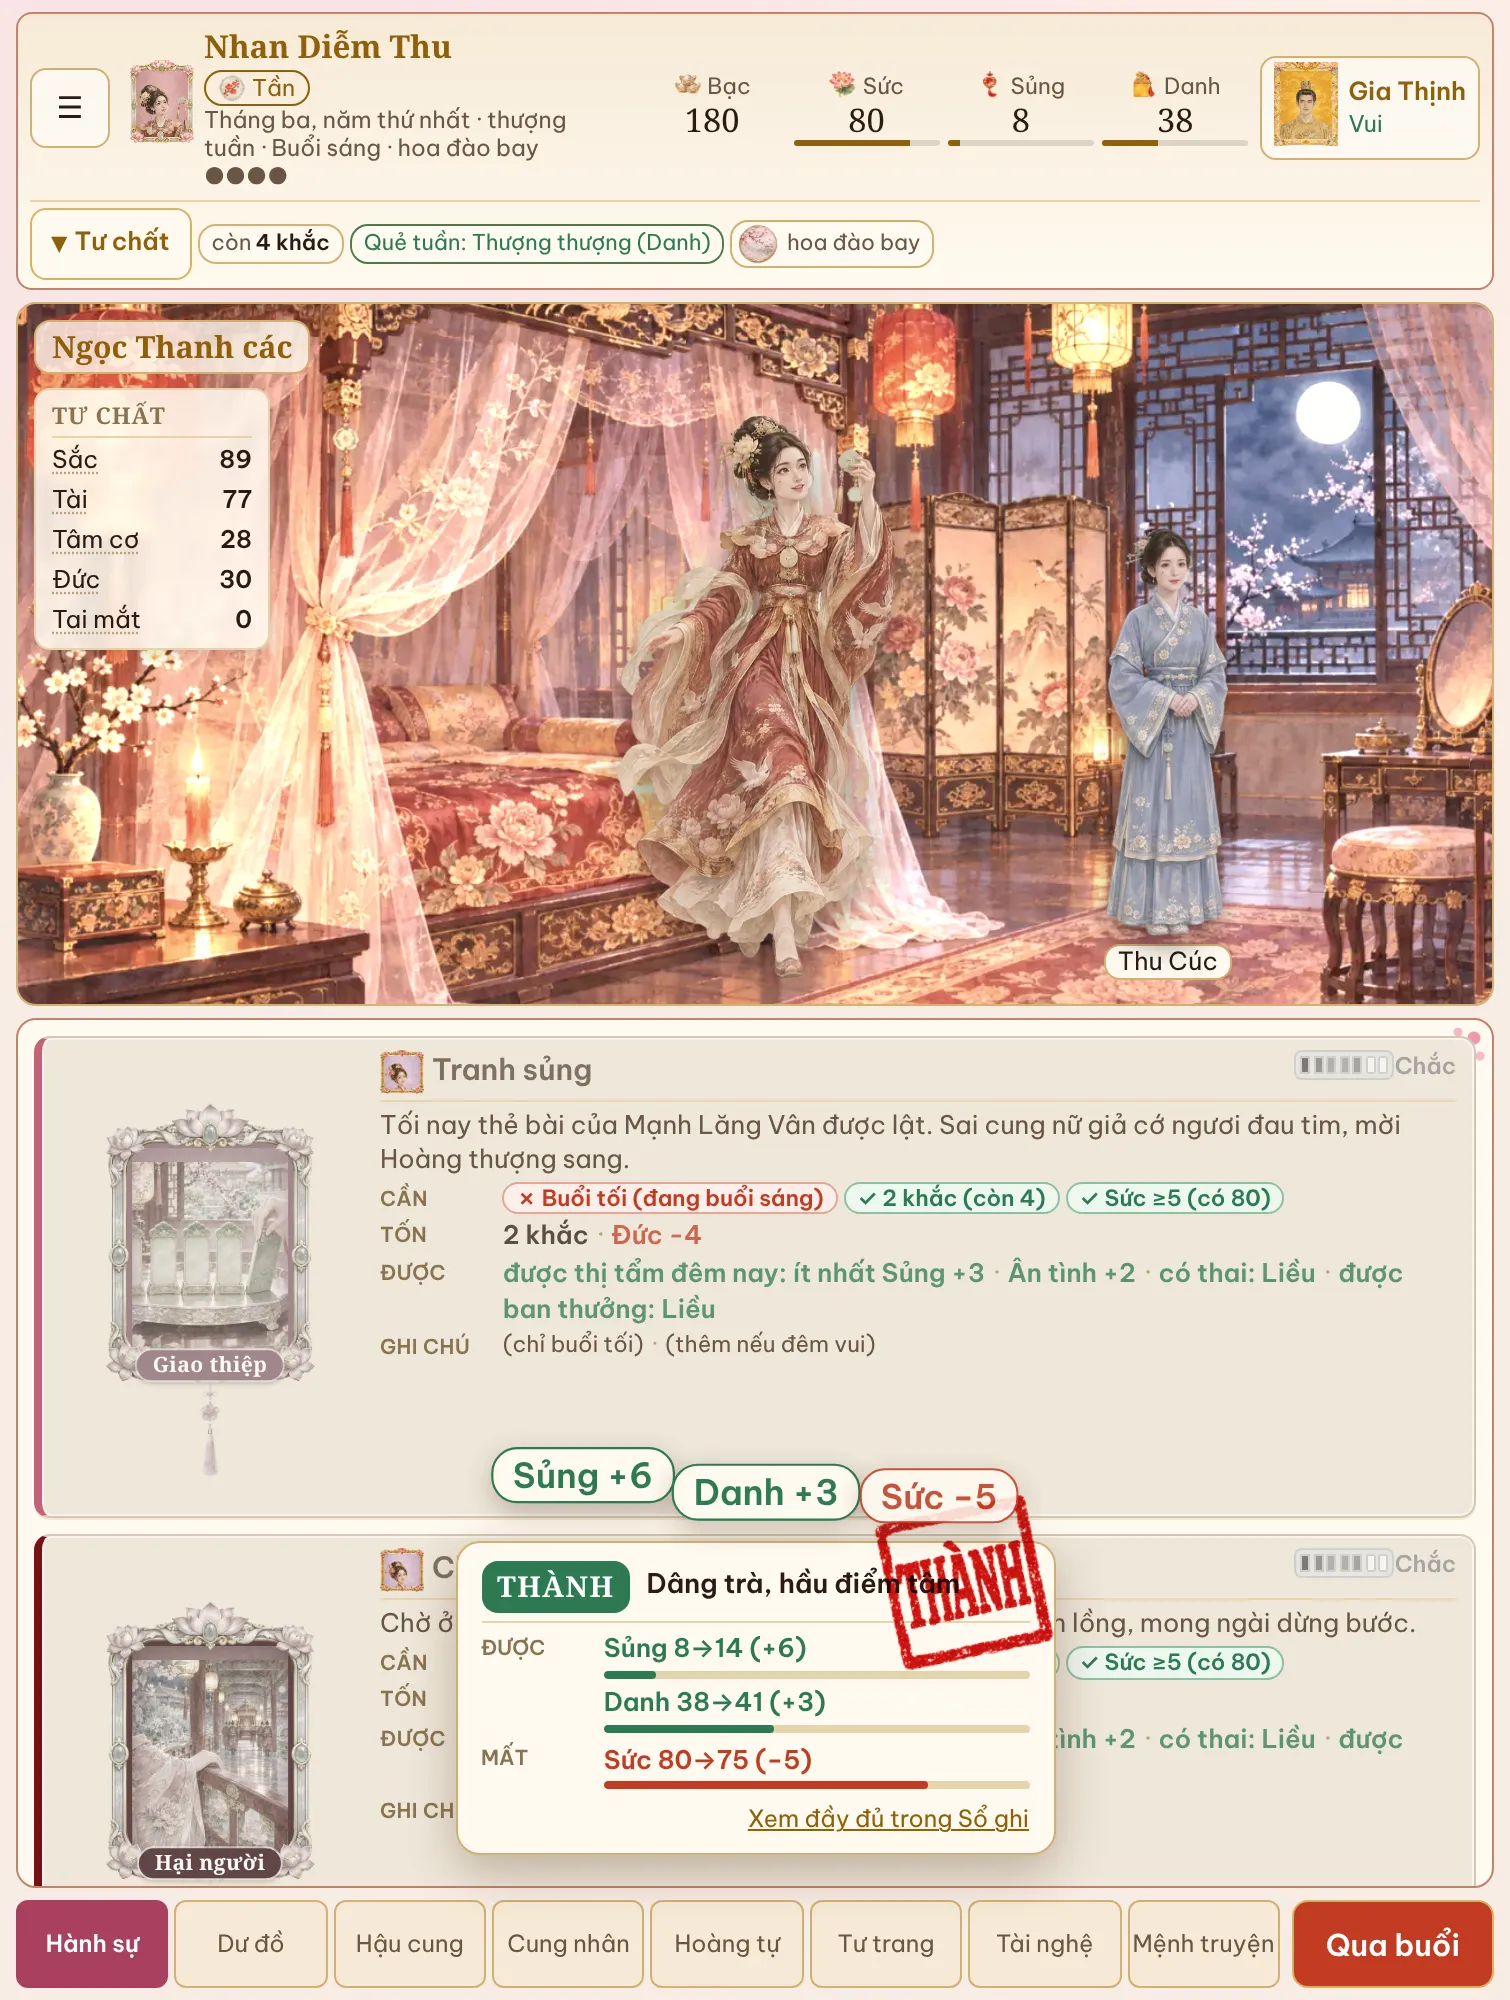 ☰
Nhan Diễm Thu
Tần
Tháng ba, năm thứ nhất · thượng
tuần · Buổi sáng · hoa đào bay
Bạc
180
Sức
80
Sủng
8
Danh
38
Gia Thịnh
Vui
▼ Tư chất
còn 4 khắc
Quẻ tuần: Thượng thượng (Danh)
hoa đào bay
Ngọc Thanh các
TƯ CHẤT
Sắc 89
Tài 77
Tâm cơ 28
Đức 30
Tai mắt 0
Thu Cúc
Tranh sủng
Chắc
Tối nay thẻ bài của Mạnh Lăng Vân được lật. Sai cung nữ giả cớ ngươi đau tim, mời
Hoàng thượng sang.
CẦN × Buổi tối (đang buổi sáng) ✓ 2 khắc (còn 4) ✓ Sức ≥5 (có 80)
TỐN 2 khắc · Đức -4
ĐƯỢC được thị tẩm đêm nay: ít nhất Sủng +3 · Ân tình +2 · có thai: Liều · được
ban thưởng: Liều
GHI CHÚ (chỉ buổi tối) · (thêm nếu đêm vui)
Giao thiệp
Sủng +6
Danh +3
Sức -5
C
Chắc
Chờ ở
lồng, mong ngài dừng bước.
CẦN
✓ Sức ≥5 (có 80)
TỐN
ĐƯỢC
tình +2 · có thai: Liều · được
GHI CH
Hại người
THÀNH
Dâng trà, hầu điểm tâm
THÀNH
ĐƯỢC Sủng 8→14 (+6)
Danh 38→41 (+3)
MẤT Sức 80→75 (-5)
Xem đầy đủ trong Sổ ghi
Hành sự
Dư đồ
Hậu cung
Cung nhân
Hoàng tự
Tư trang
Tài nghệ
Mệnh truyện
Qua buổi